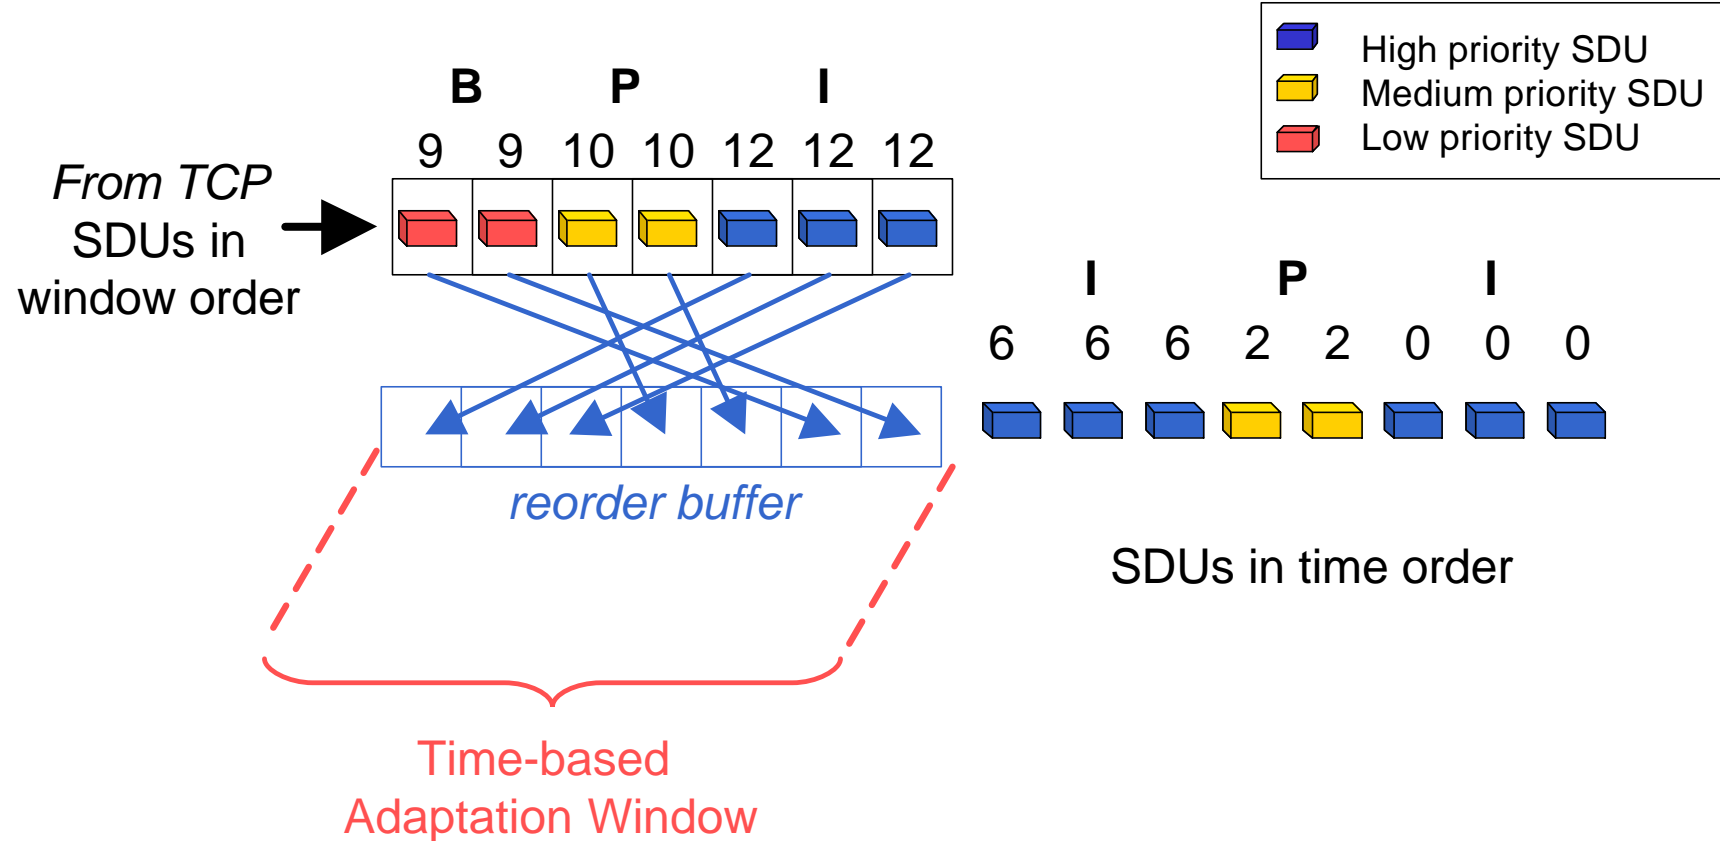 High priority SDU
Medium priority SDU
Low priority SDU
B P I
9 9 10 10 12 12 12
From TCP
SDUs in
window order
I P I
6 6 6 2 2 0 0 0
reorder buffer
SDUs in time order
Time-based
Adaptation Window